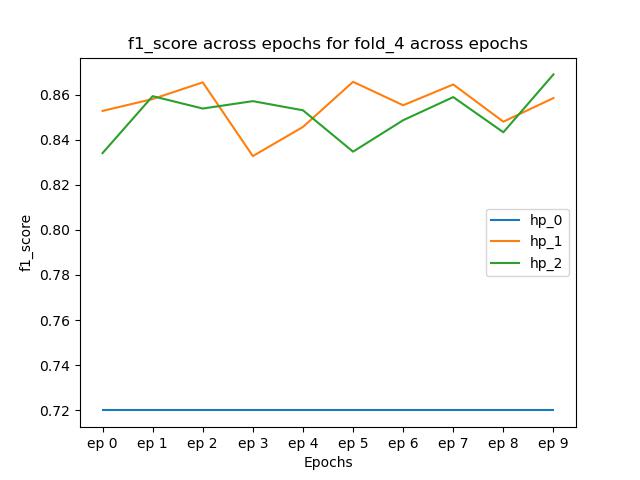 f1_score across epochs for fold_4 across epochs
f1_score
0.86
0.84
0.82
0.80
0.78
0.76
0.74
0.72
hp_0
hp_1
hp_2
ep 0 ep 1 ep 2 ep 3 ep 4 ep 5 ep 6 ep 7 ep 8 ep 9
Epochs